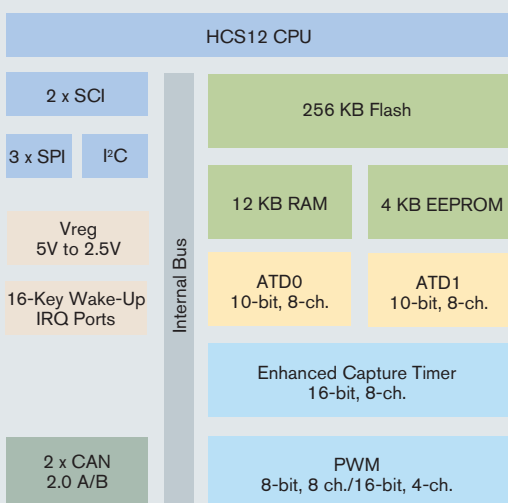 HCS12 CPU
2 x SCI
3 x SPI
I²C
Vreg
5V to 2.5V
16-Key Wake-Up
IRQ Ports
2 x CAN
2.0 A/B
Internal Bus
256 KB Flash
12 KB RAM
4 KB EEPROM
ATD0
10-bit, 8-ch.
ATD1
10-bit, 8-ch.
Enhanced Capture Timer
16-bit, 8-ch.
PWM
8-bit, 8 ch./16-bit, 4-ch.